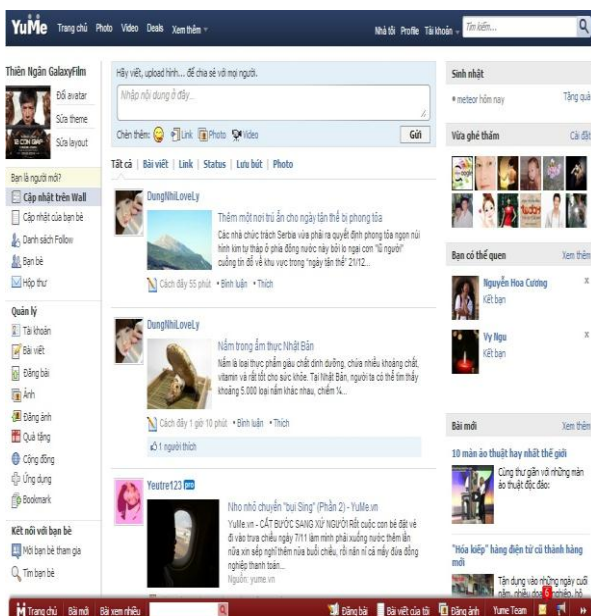 YuMe Trang chủ Photo Video Deals Xem thêm
Nhà tôi Profile Tài khoản Tìm kiếm...
Thiên Ngân GalaxyFilm
Đổi avatar
Sửa theme
Sửa layout
Bạn là người mới?
Cập nhật trên Wall
Cập nhật của bạn bè
Danh sách Follow
Bạn bè
Hộp thư
Quản lý
Tài khoản
Bài viết
Đăng bài
Ảnh
Đăng ảnh
Quà tặng
Cộng đồng
Ứng dụng
Bookmark
Kết nối với bạn bè
Mời bạn bè tham gia
Tìm bạn bè
Hãy viết, upload hình... để chia sẻ với mọi người.
Nhập nội dung ở đây...
Chèn thêm: Link Photo Video Gửi
Tất cả | Bài viết | Link | Status | Lưu bút | Photo
DungNhiLoveLy
Thêm một nơi trú ẩn cho ngày tận thế bị phong tỏa
Các nhà chức trách Serbia vừa phải ra quyết định phong tỏa ngọn núi
hình kim tự tháp ở phía đông nước này bởi lo ngại con "lũ người"
cuồng tín đổ về khu vực trong "ngày tận thế" 21/12...
Cách đây 55 phút • Bình luận • Thích
DungNhiLoveLy
Nấm trong ẩm thực Nhật Bản
Nấm là loại thực phẩm giàu chất dinh dưỡng, chứa nhiều khoáng chất,
vitamin và rất tốt cho sức khỏe. Tại Nhật Bản, người ta có thể tìm thấy
khoảng 5.000 loại nấm khác nhau, chiếm ¼...
Cách đây 1 giờ 10 phút • Bình luận • Thích
1 người thích
Yeutre123 pro
Nho nhỏ chuyện "bụi Sing" (Phần 2) - YuMe.vn
YuMe.vn - CẤT BƯỚC SANG XỨ NGƯỜI Rốt cuộc con bé đặt vé
đi vào trưa chiều ngày 7/11 làm mình phải xuống nước thêm lần
nữa xin sếp nghỉ thêm nửa buổi chiều, rồi năn nỉ cả mấy đứa đồng
nghiệp thanh toán...
Nguồn: yume.vn
Sinh nhật
meteor hôm nay Tặng quà
Vừa ghé thăm Cài đặt
Bạn có thể quen Xem thêm
Nguyễn Hoa Cương x
Kết bạn
Vy Ngu x
Kết bạn
Bài mới Xem thêm
10 màn ảo thuật hay nhất thế giới
Cùng thư giãn với những màn
ảo thuật độc đáo:
"Hóa kiếp" hàng điện tử cũ thành hàng
mới
Tận dụng vào những ngày cuối
năm, nhiều 6
Trang chủ Bài mới Bài xem nhiều Đăng bài Bài viết của tôi Đăng ảnh Yume Team